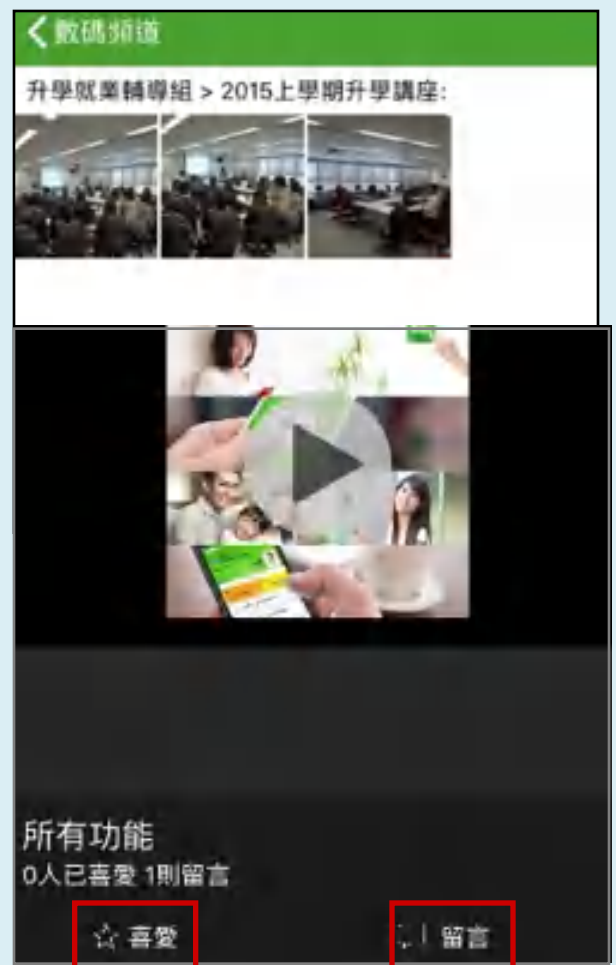 數碼頻道
升學就業輔導組 > 2015上學期升學講座:
所有功能
0人已喜愛 1則留言
喜愛
留言